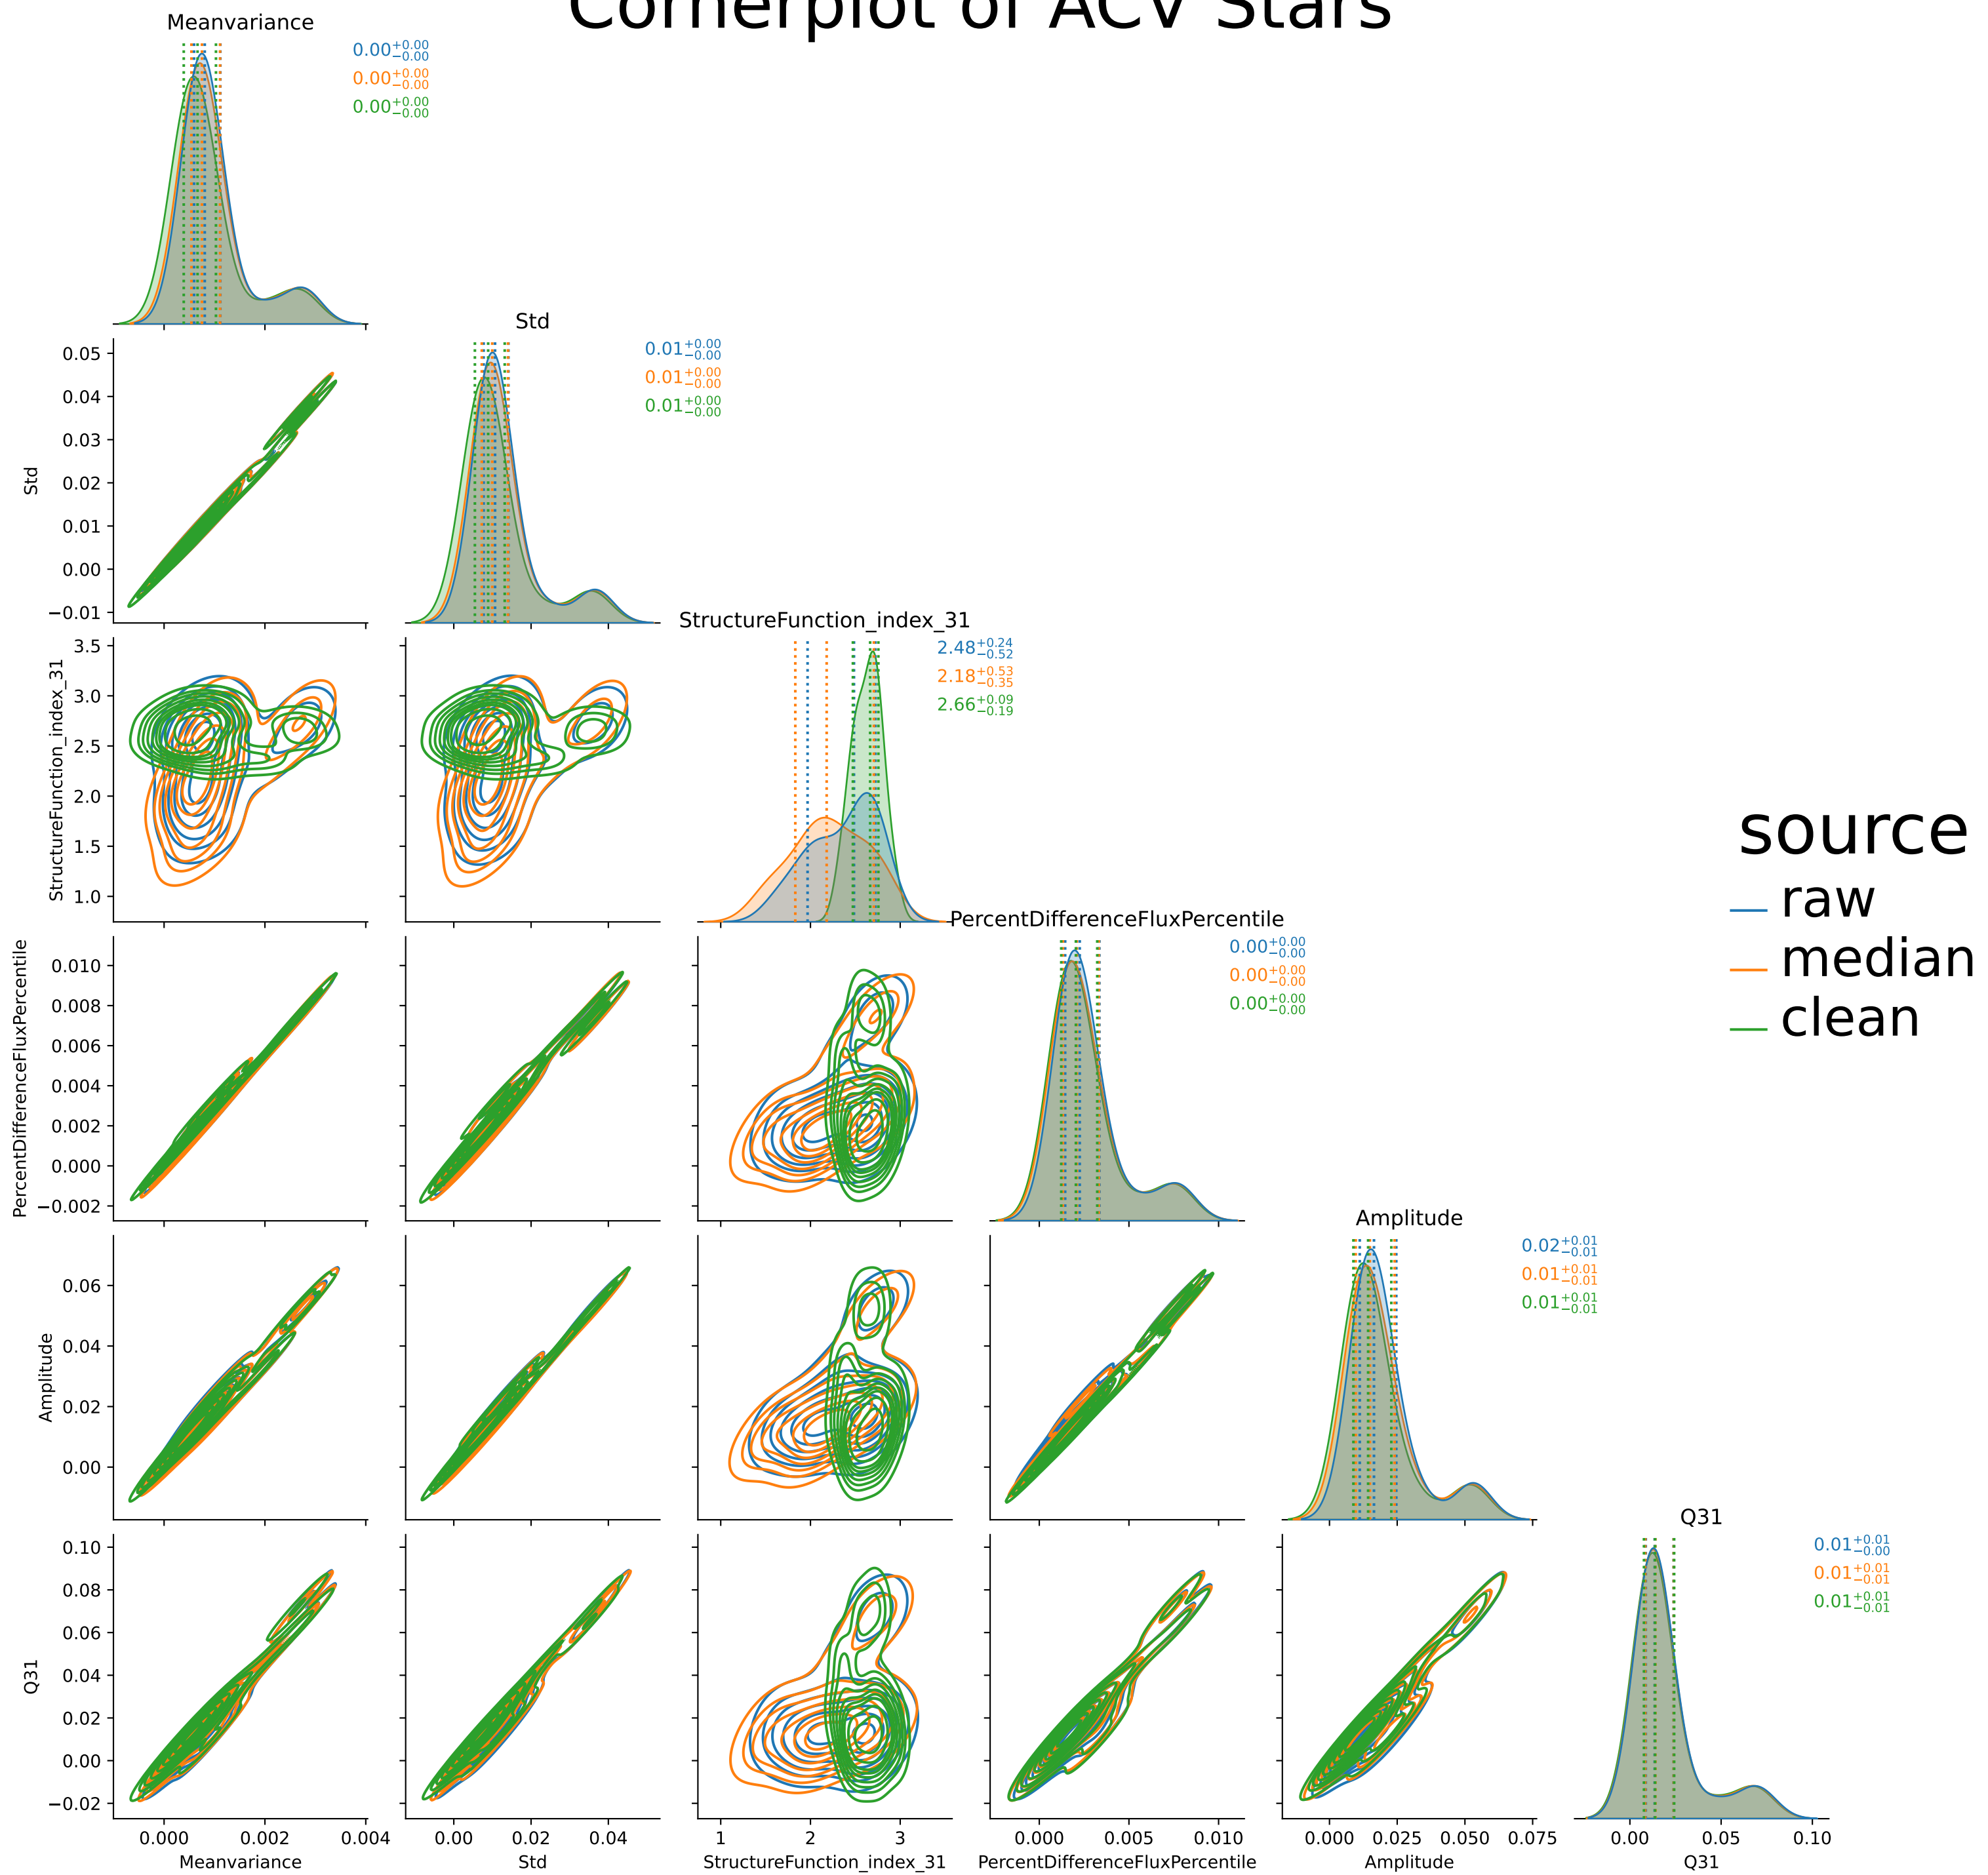 Cornerplot of ACV Stars
Meanvariance
0.00+0.00−0.00
0.00+0.00−0.00
0.00+0.00−0.00
Std
0.01+0.00−0.00
0.01+0.00−0.00
0.01+0.00−0.00
0.05
0.04
0.03
0.02
0.01
0.00
−0.01
Std
StructureFunction_index_31
2.48+0.24−0.52
2.18+0.53−0.35
2.66+0.09−0.19
3.5
3.0
2.5
2.0
1.5
1.0
StructureFunction_index_31
source
raw
median
clean
PercentDifferenceFluxPercentile
0.00+0.00−0.00
0.00+0.00−0.00
0.00+0.00−0.00
0.010
0.008
0.006
0.004
0.002
0.000
−0.002
PercentDifferenceFluxPercentile
Amplitude
0.02+0.01−0.01
0.01+0.01−0.01
0.01+0.01−0.01
0.06
0.04
0.02
0.00
Amplitude
Q31
0.01+0.01−0.00
0.01+0.01−0.01
0.01+0.01−0.01
0.10
0.08
0.06
0.04
0.02
0.00
−0.02
Q31
0.000 0.002 0.004
0.00 0.02 0.04
1 2 3
0.000 0.005 0.010
0.000 0.025 0.050 0.075
0.00 0.05 0.10
Meanvariance
Std
StructureFunction_index_31
PercentDifferenceFluxPercentile
Amplitude
Q31